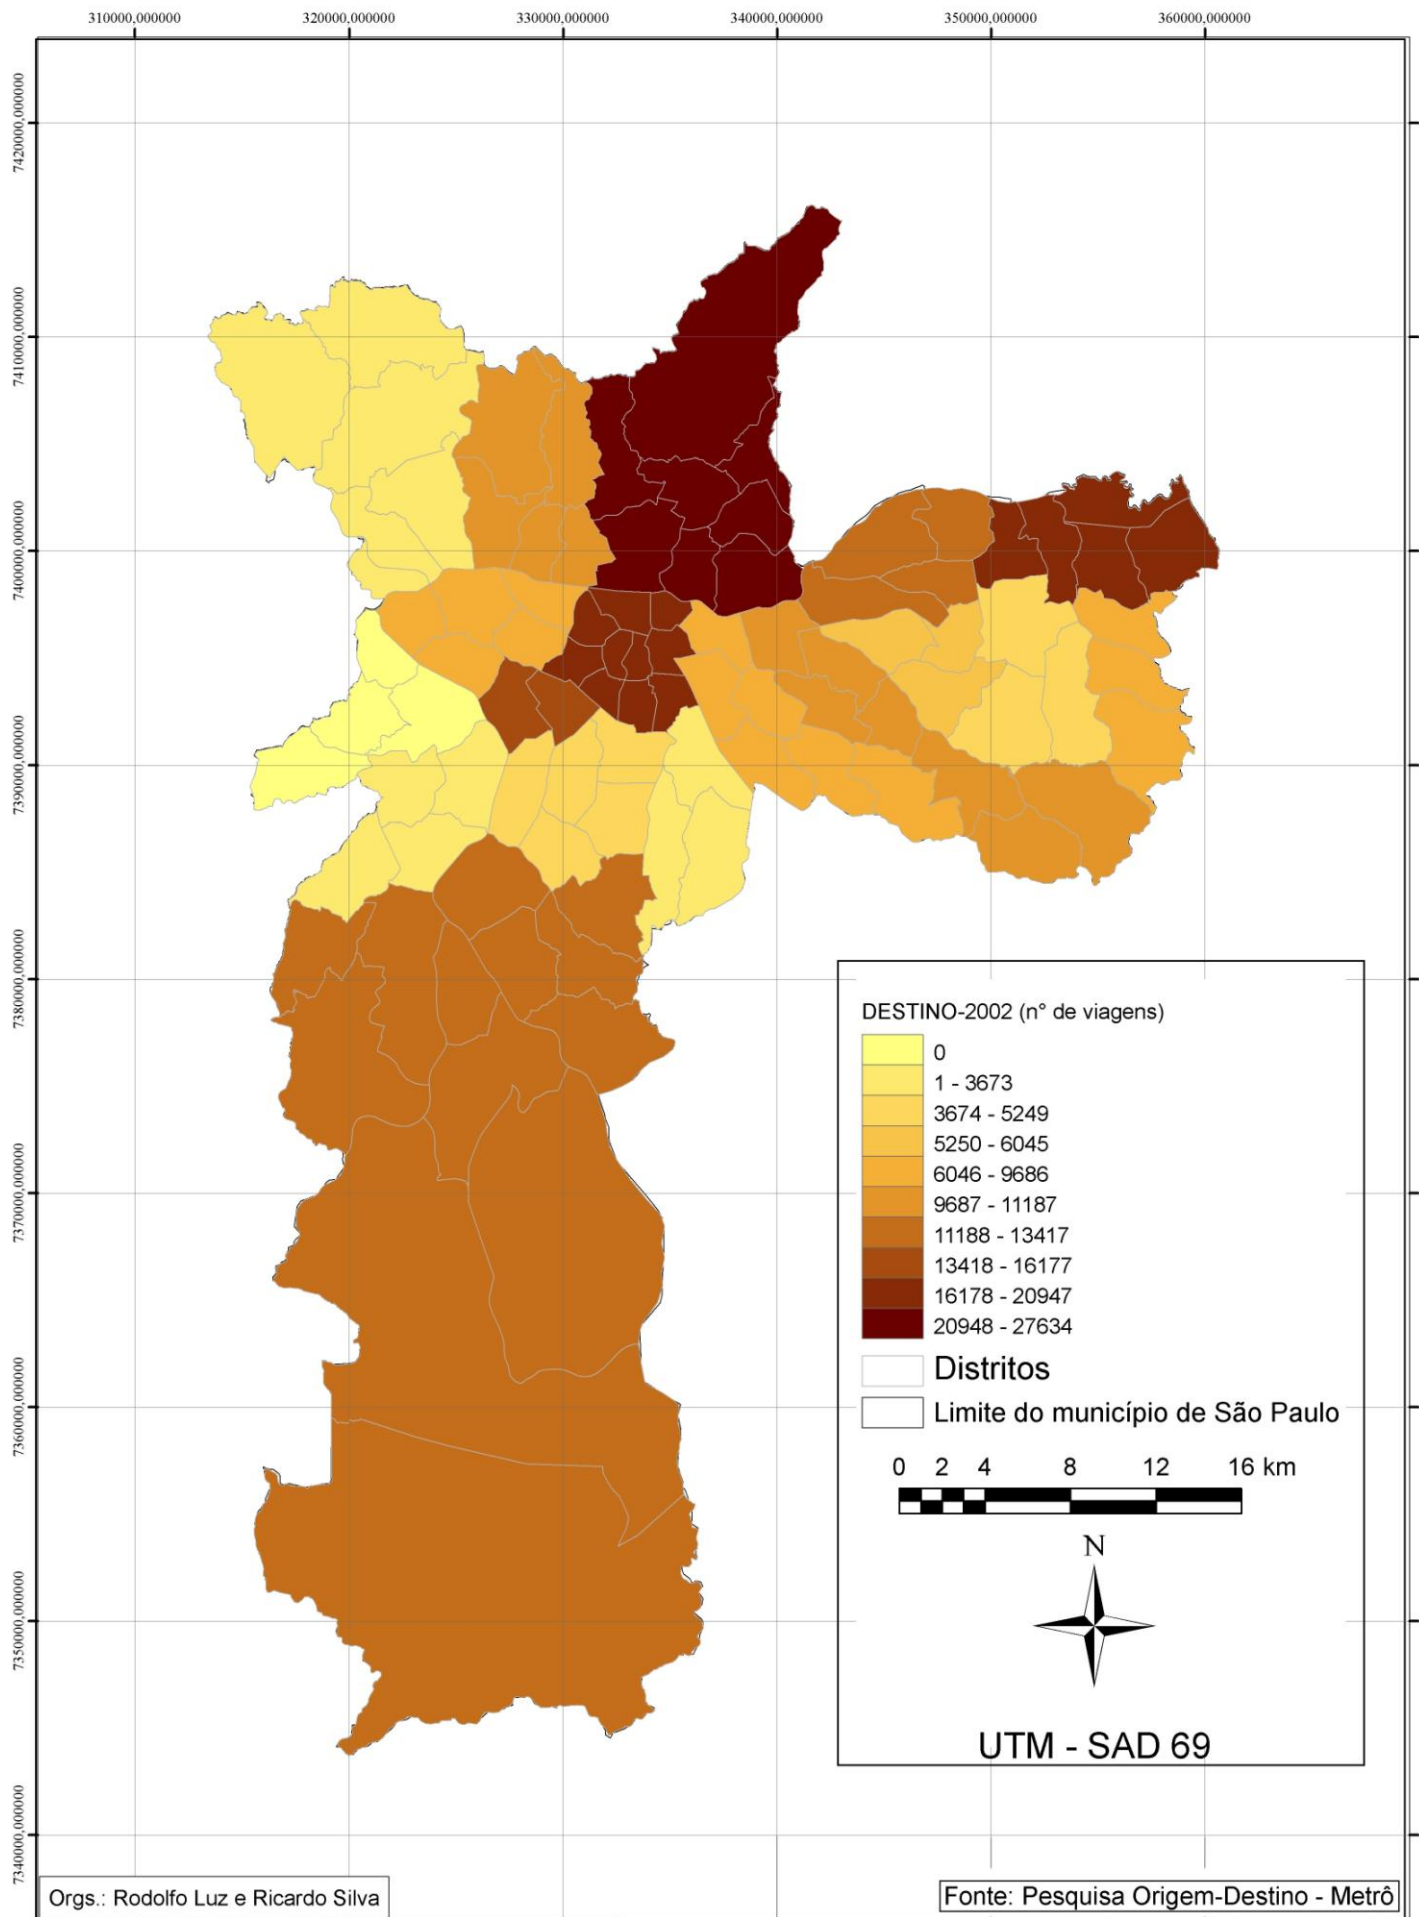 310000,000000 320000,000000 330000,000000 340000,000000 350000,000000 360000,000000
7420000,000000
7410000,000000
7400000,000000
7390000,000000
7380000,000000
7370000,000000
7360000,000000
7350000,000000
7340000,000000
DESTINO-2002 (n° de viagens)
0
1 - 3673
3674 - 5249
5250 - 6045
6046 - 9686
9687 - 11187
11188 - 13417
13418 - 16177
16178 - 20947
20948 - 27634
Distritos
Limite do município de São Paulo
0 2 4 8 12 16 km
N
UTM - SAD 69
Orgs.: Rodolfo Luz e Ricardo Silva
Fonte: Pesquisa Origem-Destino - Metrô